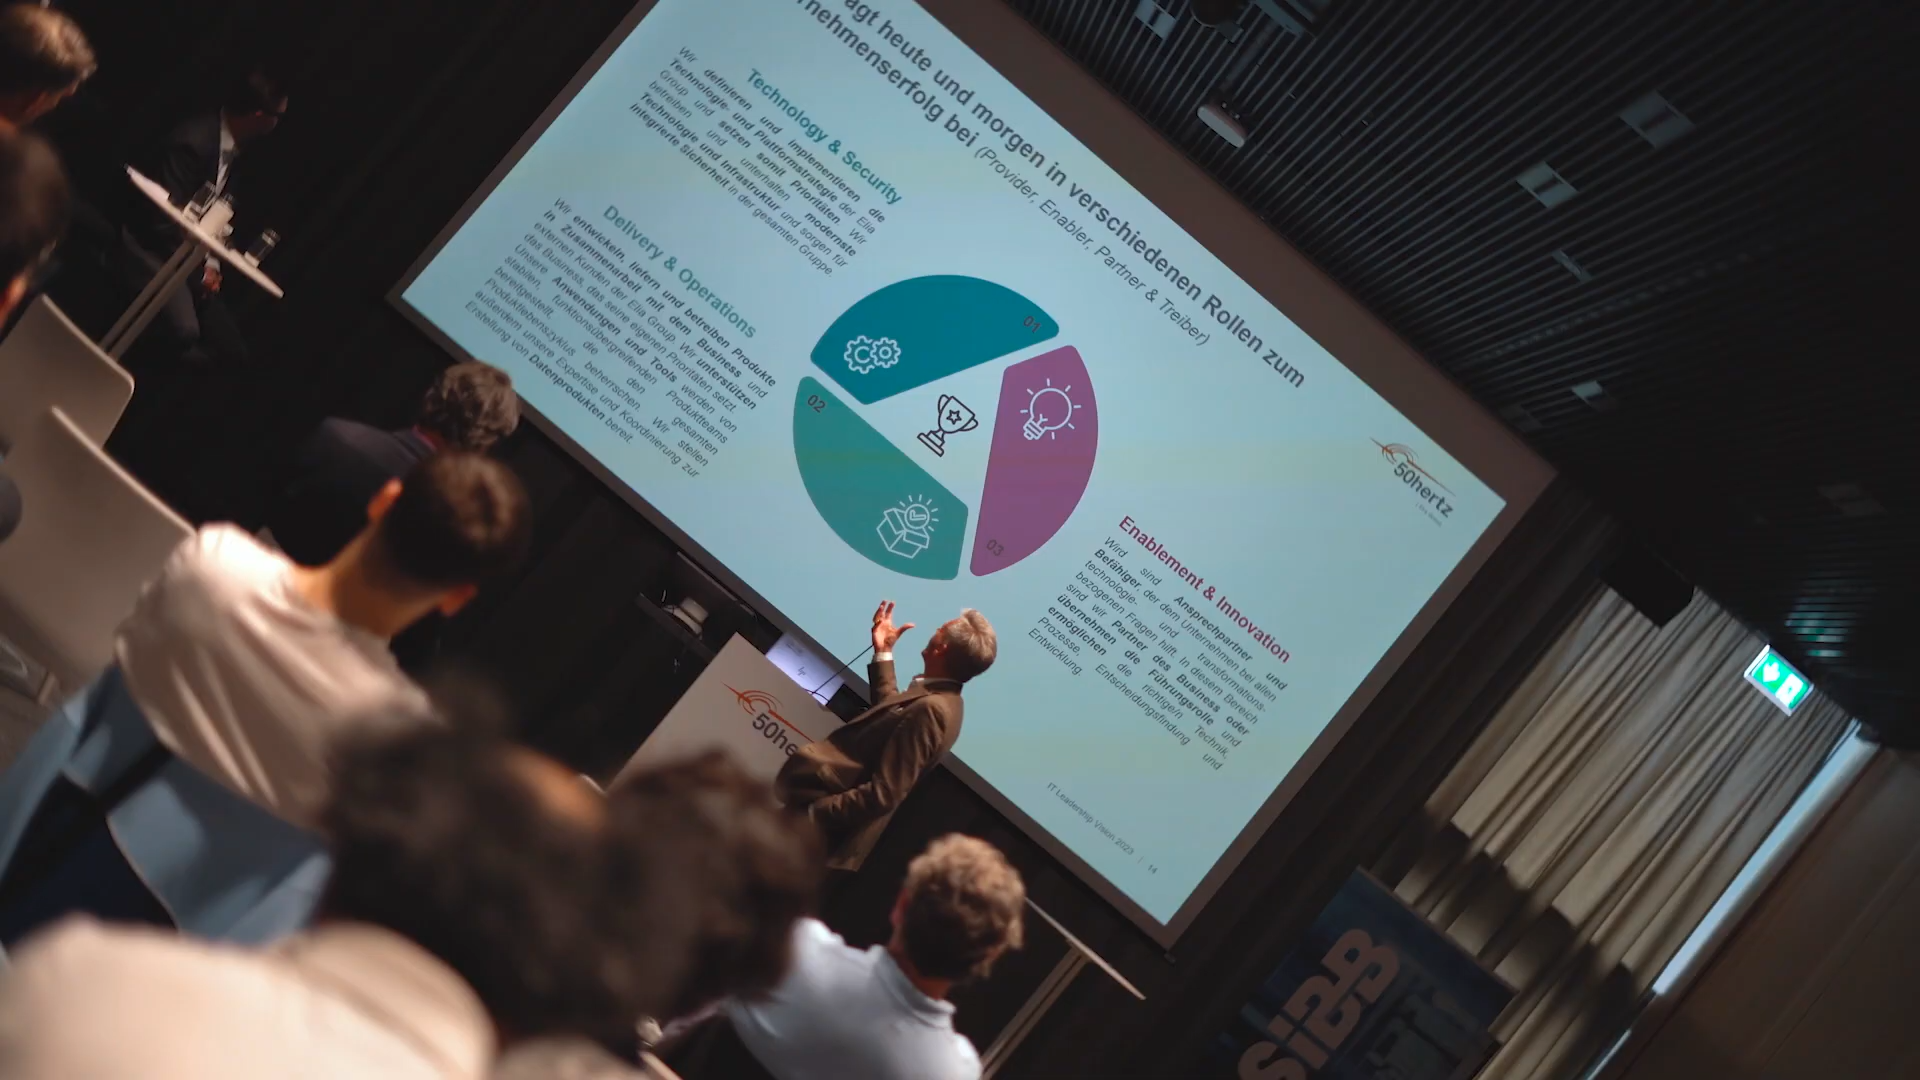 ägt heute und morgen in verschiedenen Rollen zum
nehmenserfolg bei (Provider, Enabler, Partner & Treiber)
Technology & Security
Wir definieren und implementieren die
Technologie- und Plattformstrategie der Elia
Group und setzen somit Prioritäten. Wir
betreiben und unterhalten modernste
Technologie und Infrastruktur und sorgen für
integrierte Sicherheit in der gesamten Gruppe.
Delivery & Operations
Wir entwickeln, liefern und betreiben Produkte
in Zusammenarbeit mit dem Business und
externen Kunden der Elia Group. Wir unterstützen
das Business, das seine eigenen Prioritäten setzt.
Unsere Anwendungen und Tools werden von
stabilen, funktionsübergreifenden Produktteams
bereitgestellt, die den gesamten
Produktlebenszyklus beherrschen. Wir stellen
außerdem unsere Expertise und Koordinierung zur
Erstellung von Datenprodukten bereit.
01
02
03
50hertz
Enablement & Innovation
Wird sind Ansprechpartner und
Befähiger, der dem Unternehmen bei allen
technologie- und transformations-
bezogenen Fragen hilft. In diesem Bereich
sind wir Partner des Business oder
übernehmen die Führungsrolle und
ermöglichen die richtige/n Technik,
Prozesse, Entscheidungsfindung und
Entwicklung.
IT Leadership Vision 2023 | 14
50he
SIBB